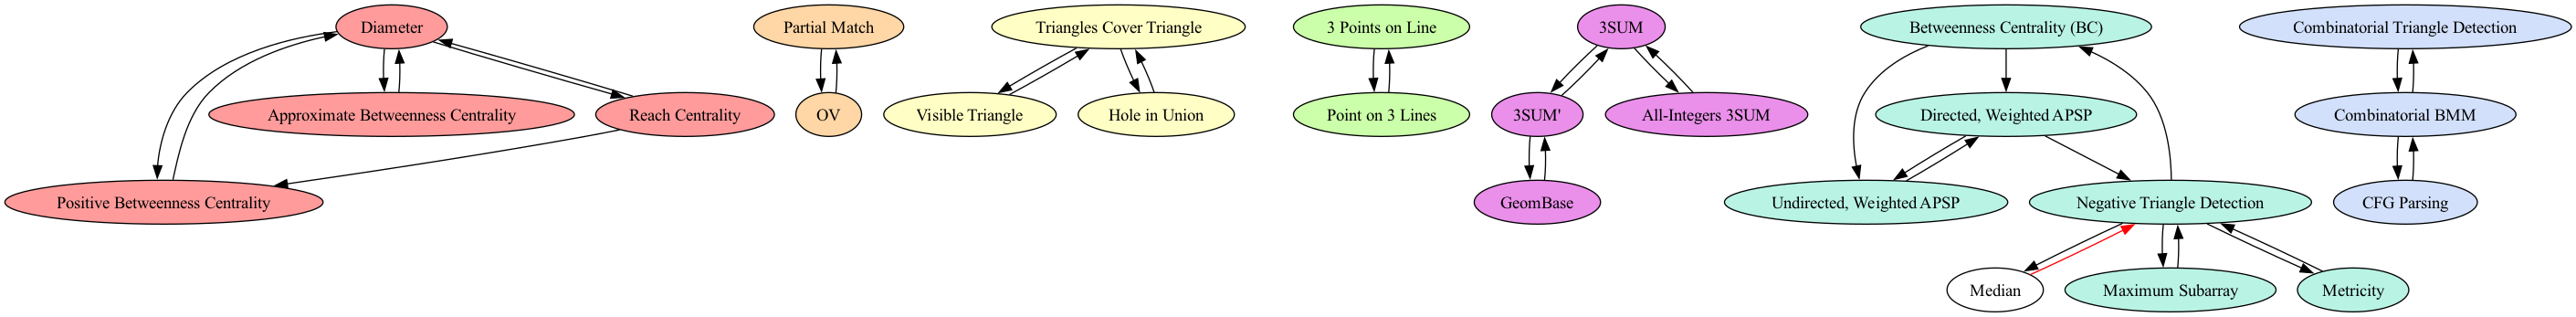 Diameter
Partial Match
Triangles Cover Triangle
3 Points on Line
3SUM
Betweenness Centrality (BC)
Combinatorial Triangle Detection
Approximate Betweenness Centrality
Reach Centrality
OV
Visible Triangle
Hole in Union
Point on 3 Lines
3SUM'
All-Integers 3SUM
Directed, Weighted APSP
Combinatorial BMM
Positive Betweenness Centrality
GeomBase
Undirected, Weighted APSP
Negative Triangle Detection
CFG Parsing
Median
Maximum Subarray
Metricity